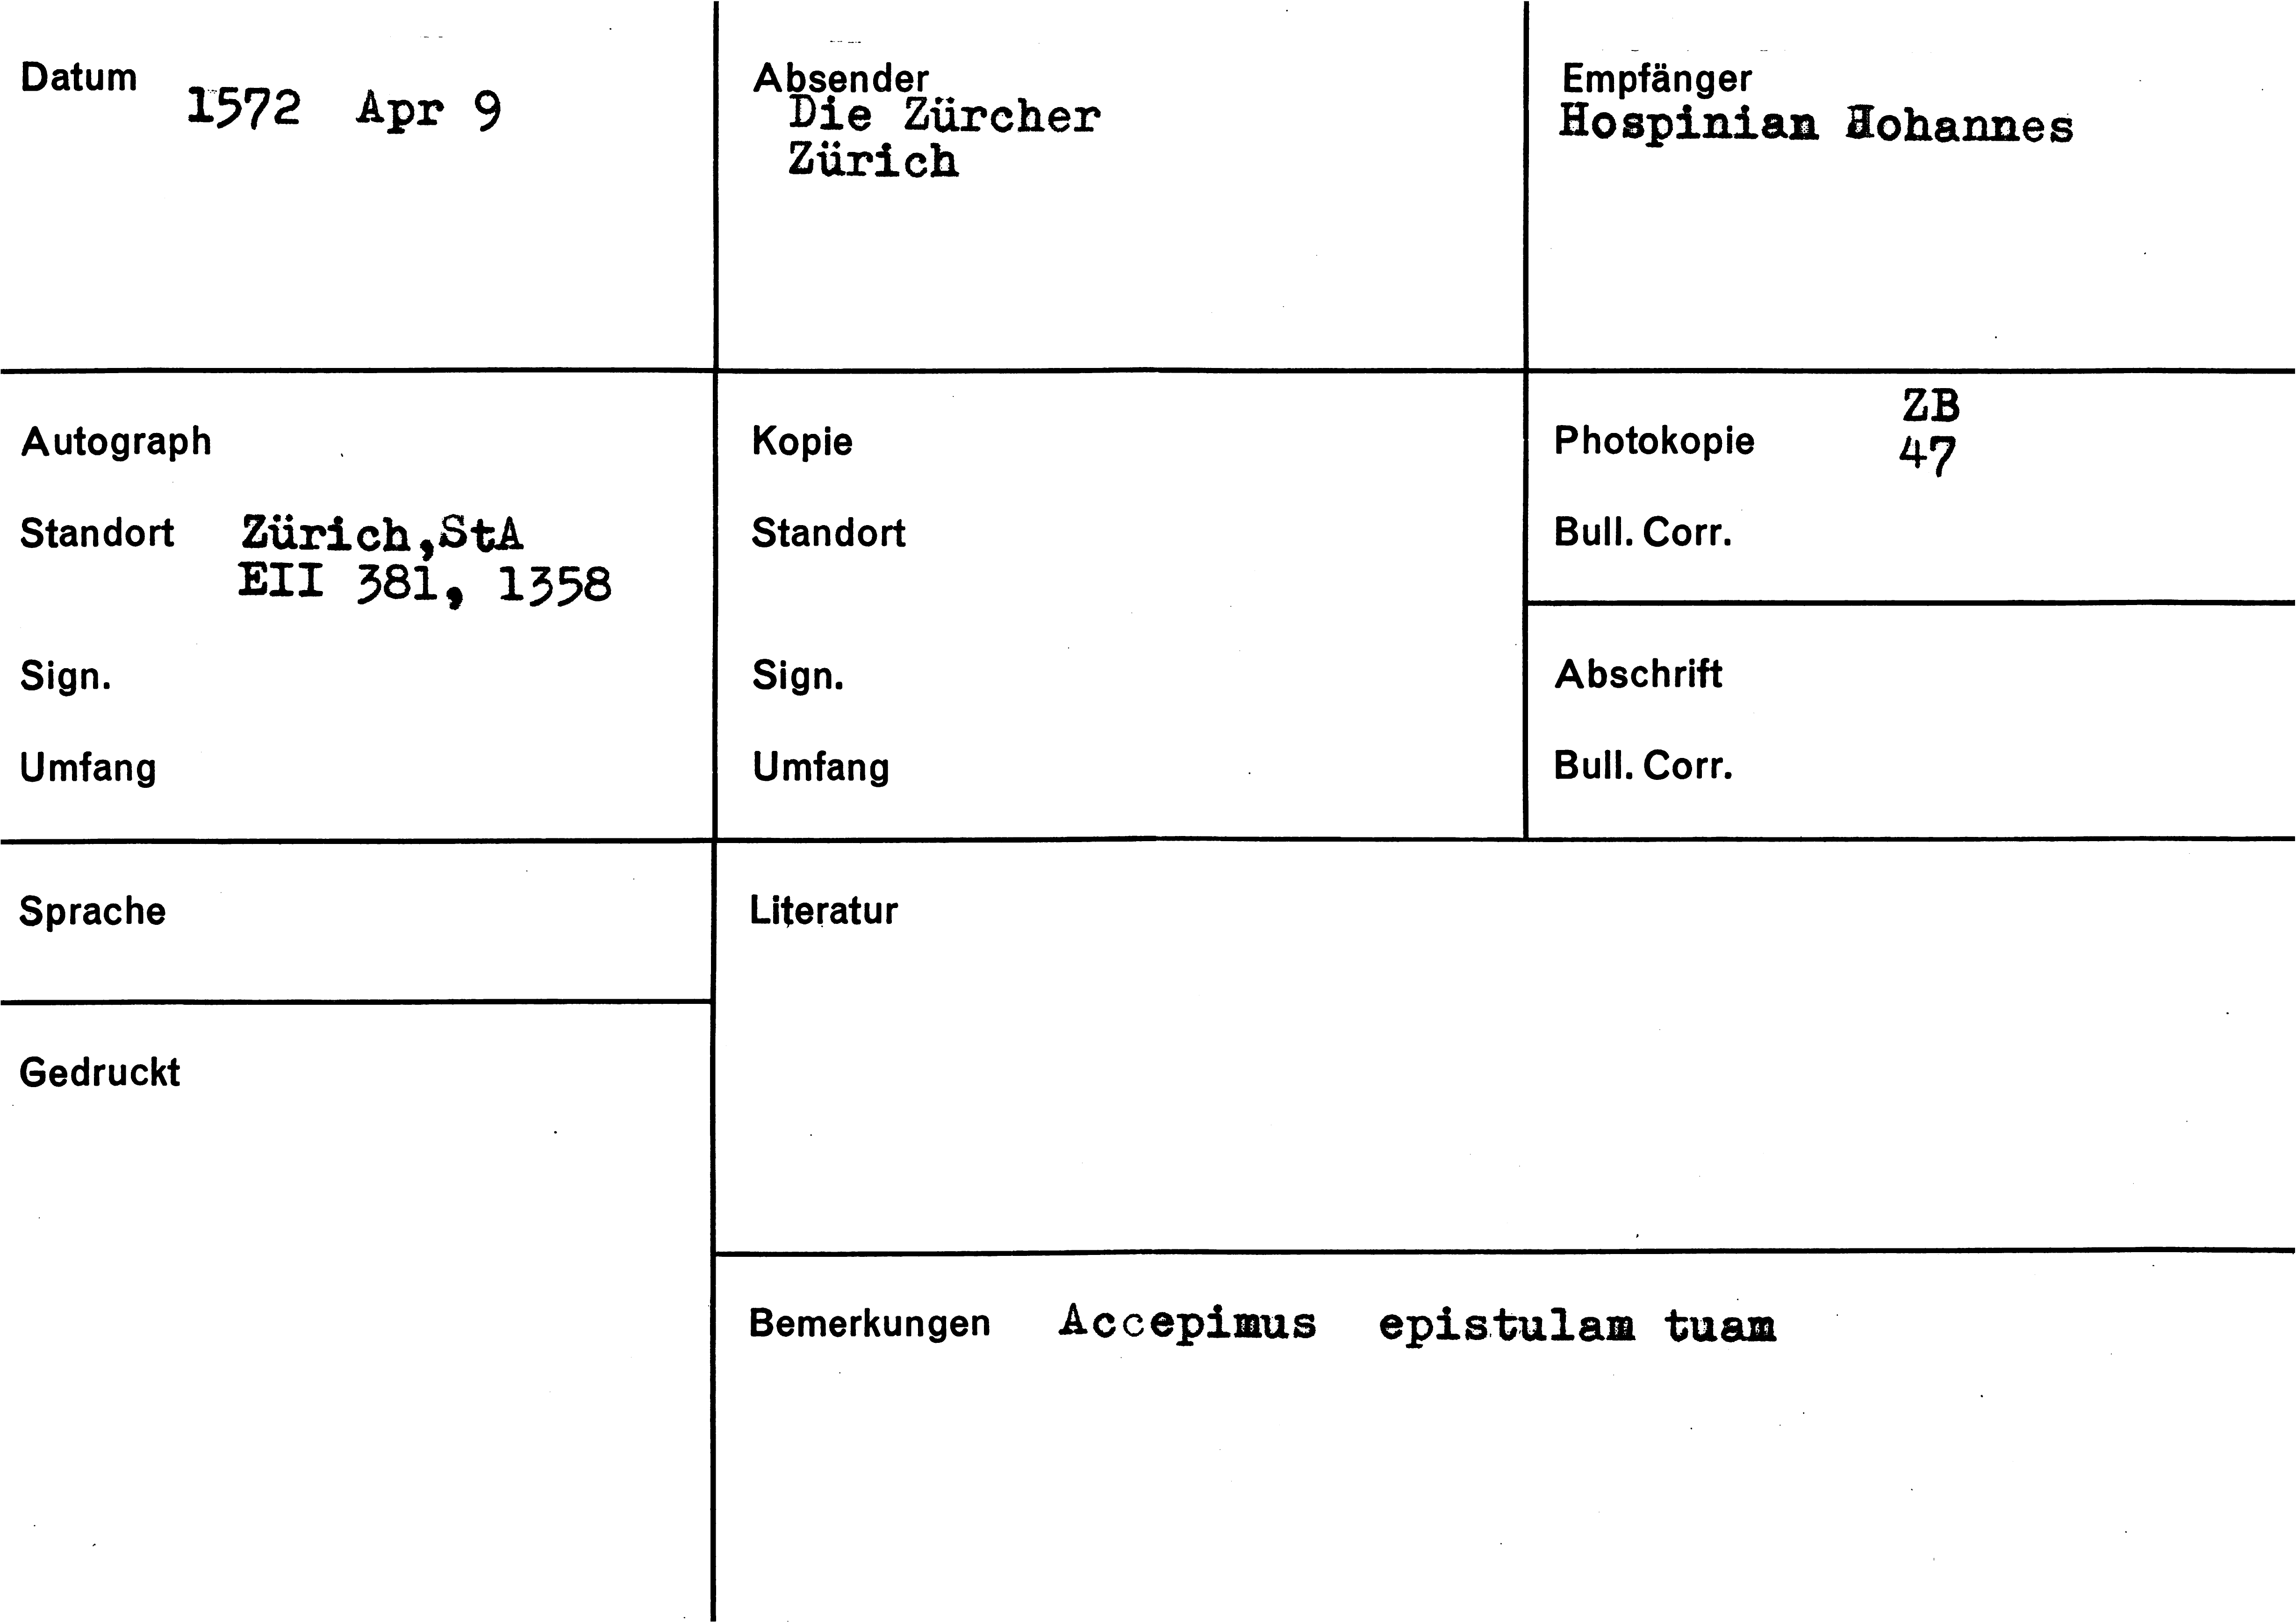 Datum 1572 Apr 9
Absender
Die Zürcher
Zürich
Empfänger
Hospinian Johannes
Autograph
Standort Zürich,StA
EII 381, 1358
Sign.
Umfang
Kopie
Standort
Sign.
Umfang
ZB
Photokopie 47
Bull. Corr.
Abschrift
Bull. Corr.
Sprache
Gedruckt
Literatur
Bemerkungen Accepimus epistulam tuam